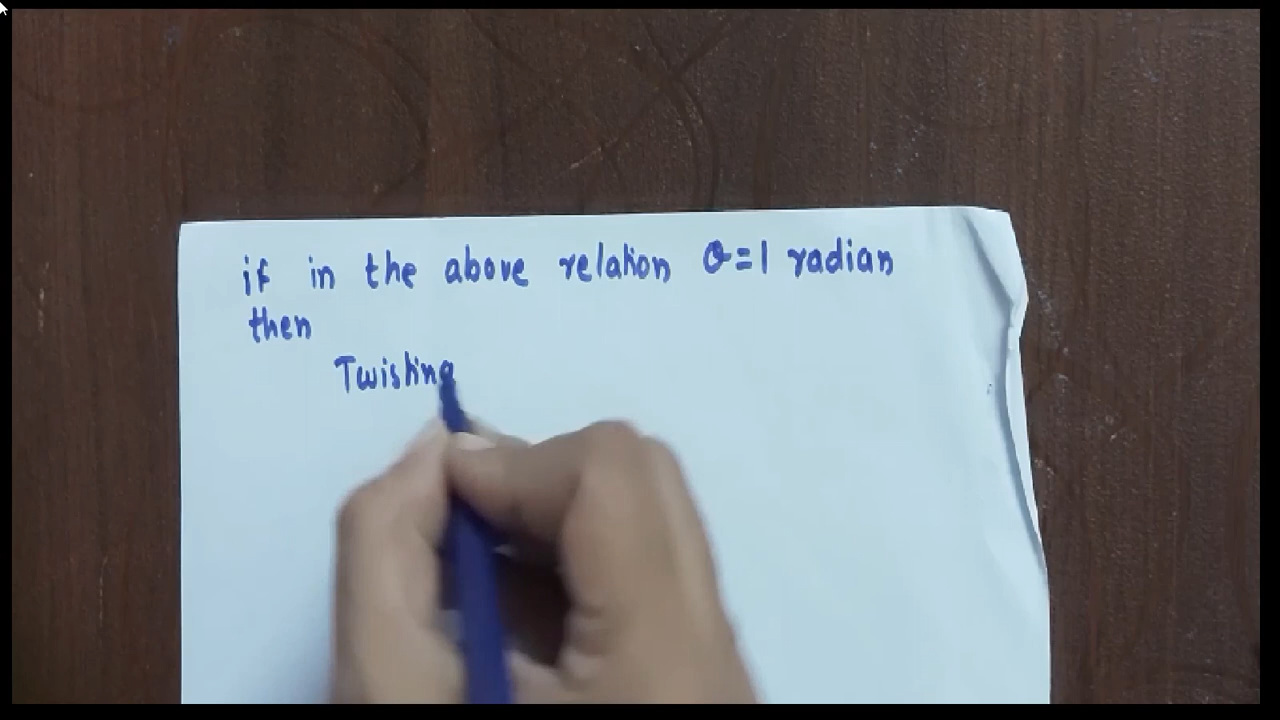 if in the above relation θ=1 radian
then
Twisting